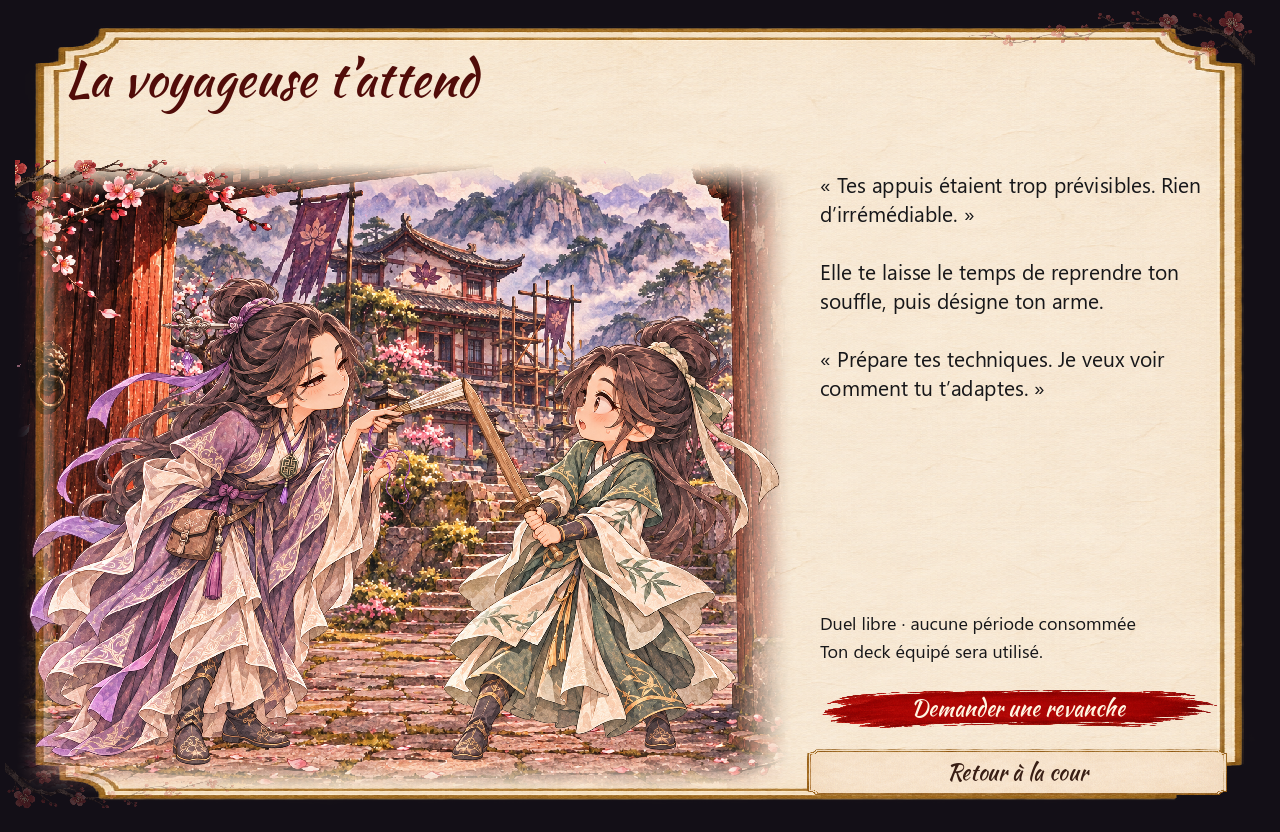 La voyageuse t’attend
« Tes appuis étaient trop prévisibles. Rien
d’irrémédiable. »
Elle te laisse le temps de reprendre ton
souffle, puis désigne ton arme.
« Prépare tes techniques. Je veux voir
comment tu t’adaptes. »
Duel libre · aucune période consommée
Ton deck équipé sera utilisé.
Demander une revanche
Retour à la cour